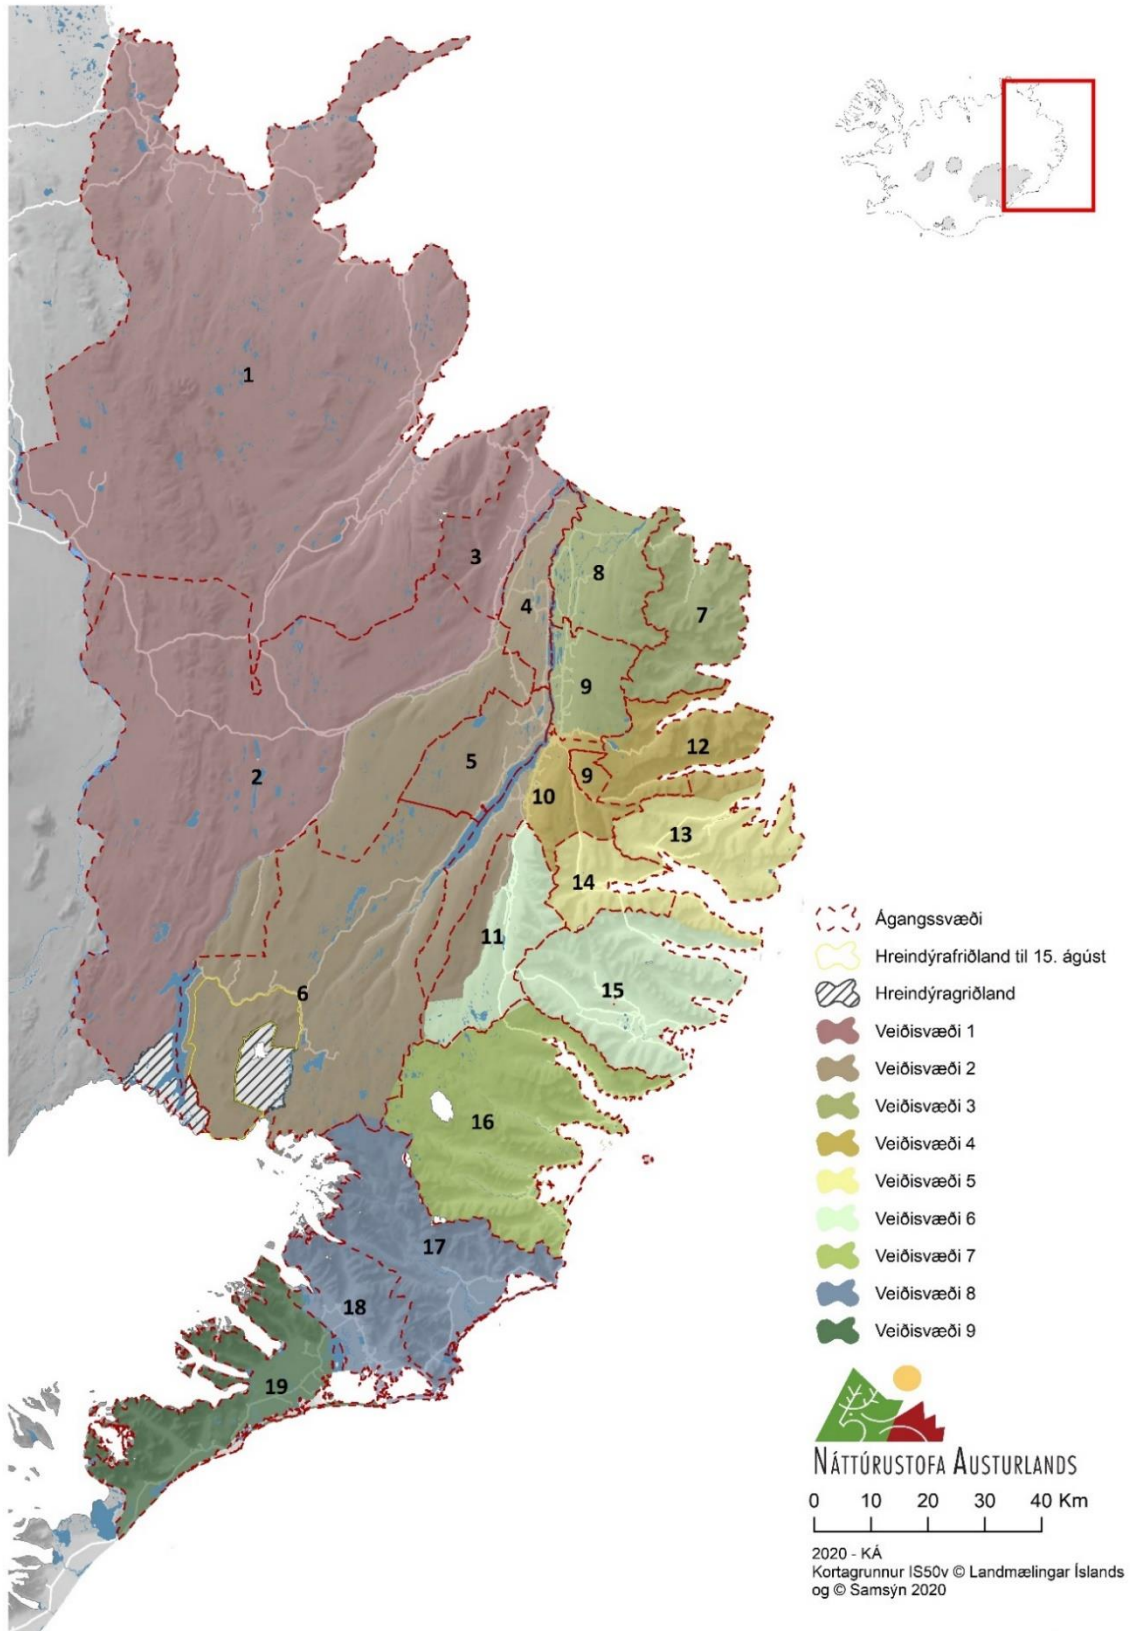 1
3
8
4
7
9
12
5
2
9
10
13
14
11
6
15
16
17
18
19
Ágangssvæði
Hreindýrafriðland til 15. ágúst
Hreindýragriðland
Veiðisvæði 1
Veiðisvæði 2
Veiðisvæði 3
Veiðisvæði 4
Veiðisvæði 5
Veiðisvæði 6
Veiðisvæði 7
Veiðisvæði 8
Veiðisvæði 9
NÁTTÚRUSTOFA AUSTURLANDS
0 10 20 30 40 Km
2020 - KÁ
Kortagrunnur IS50v © Landmælingar Íslands
og © Samsýn 2020